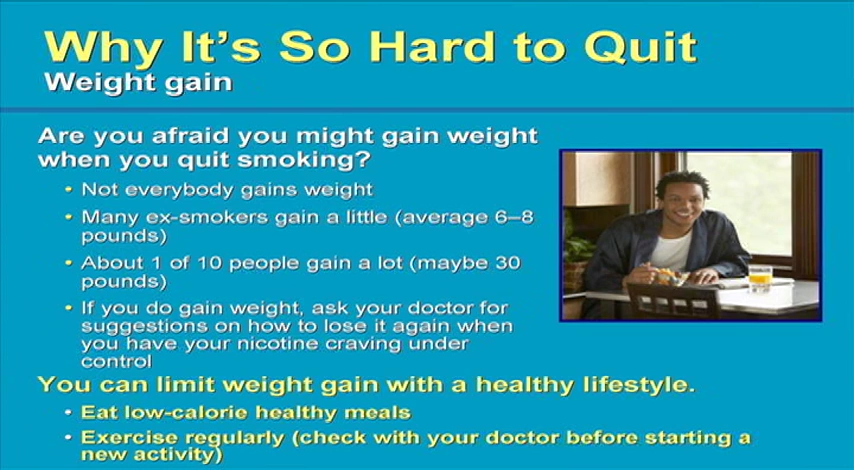 Why It's So Hard to Quit
Weight gain
Are you afraid you might gain weight
when you quit smoking?
• Not everybody gains weight
• Many ex-smokers gain a little (average 6–8
pounds)
• About 1 of 10 people gain a lot (maybe 30
pounds)
• If you do gain weight, ask your doctor for
suggestions on how to lose it again when
you have your nicotine craving under
control
You can limit weight gain with a healthy lifestyle.
• Eat low-calorie healthy meals
• Exercise regularly (check with your doctor before starting a
new activity)